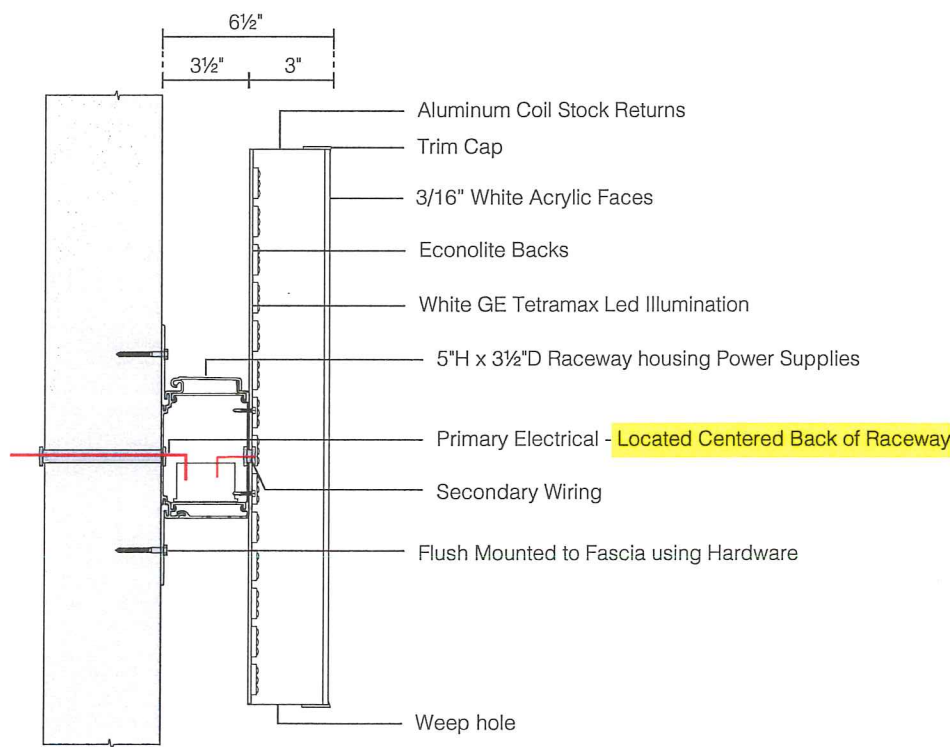 6½"
3½"
3"
Aluminum Coil Stock Returns
Trim Cap
3/16" White Acrylic Faces
Econolite Backs
White GE Tetramax Led Illumination
5"H x 3½"D Raceway housing Power Supplies
Primary Electrical - Located Centered Back of Raceway
Secondary Wiring
Flush Mounted to Fascia using Hardware
Weep hole